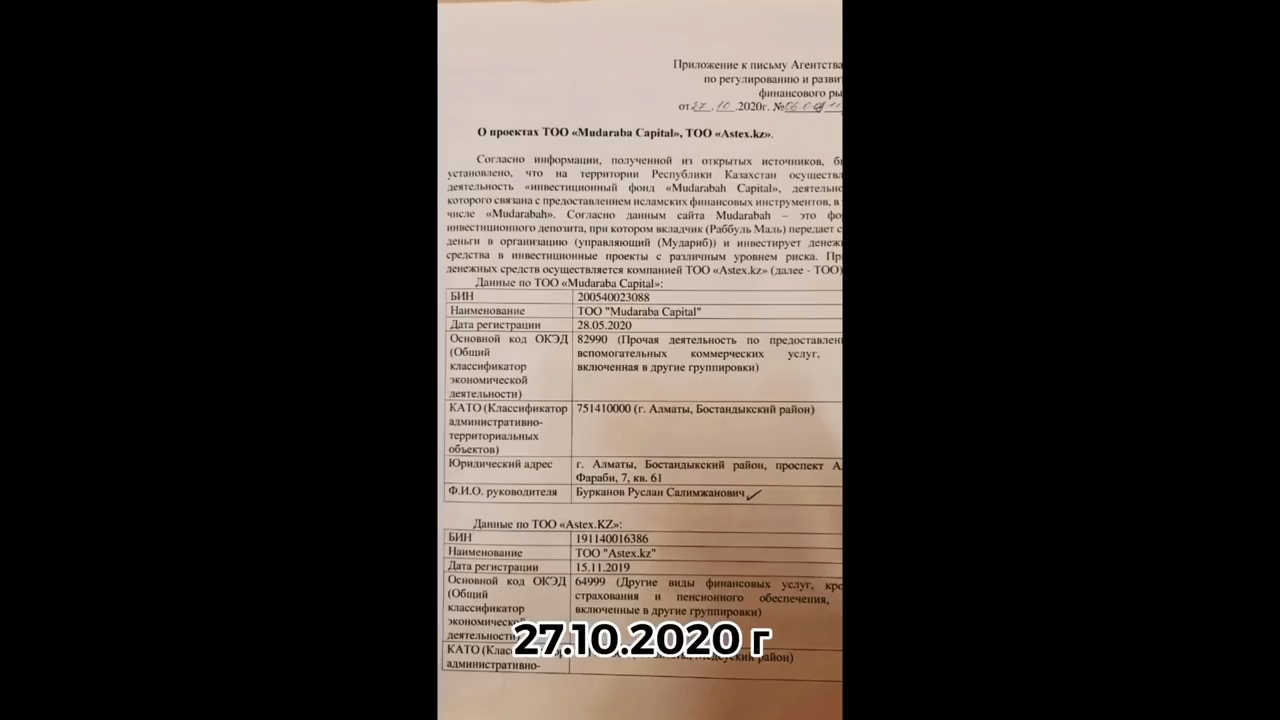 Приложение к письму Агентства
по регулированию и разви
финансового ры
от 27.10.2020г. №
О проектах ТОО «Mudaraba Capital», ТОО «Astex.kz».
Согласно информации, полученной из открытых источников, б
установлено, что на территории Республики Казахстан осуществл
деятельность «инвестиционный фонд «Mudarabah Capital», деятельно
которого связана с предоставлением исламских финансовых инструментов, в
числе «Mudarabah». Согласно данным сайта Mudarabah – это фо
инвестиционного депозита, при котором вкладчик (Раббуль Маль) передает с
деньги в организацию (управляющий (Мудариб)) и инвестирует денежн
средства в инвестиционные проекты с различным уровнем риска. Пр
денежных средств осуществляется компанией ТОО «Astex.kz» (далее - ТОО)
Данные по ТОО «Mudaraba Capital»:
БИН 200540023088
Наименование ТОО "Mudaraba Capital"
Дата регистрации 28.05.2020
Основной код ОКЭД 82990 (Прочая деятельность по предоставлен
(Общий вспомогательных коммерческих услуг,
классификатор включенная в другие группировки)
экономической
деятельности)
КАТО (Классификатор 751410000 (г. Алматы, Бостандыкский район)
административно-
территориальных
объектов)
Юридический адрес г. Алматы, Бостандыкский район, проспект А
Фараби, 7, кв. 61
Ф.И.О. руководителя Бурканов Руслан Салимжанович
Данные по ТОО «Astex.KZ»:
БИН 191140016386
Наименование ТОО "Astex.kz"
Дата регистрации 15.11.2019
Основной код ОКЭД 64999 (Другие виды финансовых услуг, кро
(Общий страхования и пенсионного обеспечения,
классификатор включенные в другие группировки)
экономической
деятельности)
27.10.2020 г
КАТО (Клас район)
административно-